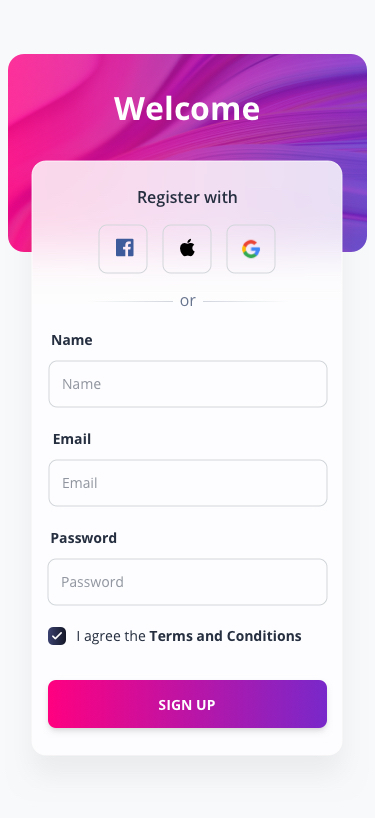 Welcome
Register with
or
Name
Name
Email
Email
Password
Password
I agree the Terms and Conditions
SIGN UP